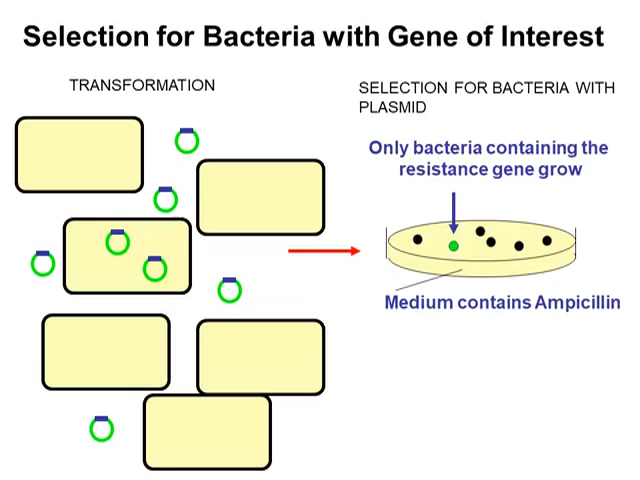 Selection for Bacteria with Gene of Interest
TRANSFORMATION
SELECTION FOR BACTERIA WITH
PLASMID
Only bacteria containing the
resistance gene grow
Medium contains Ampicillin